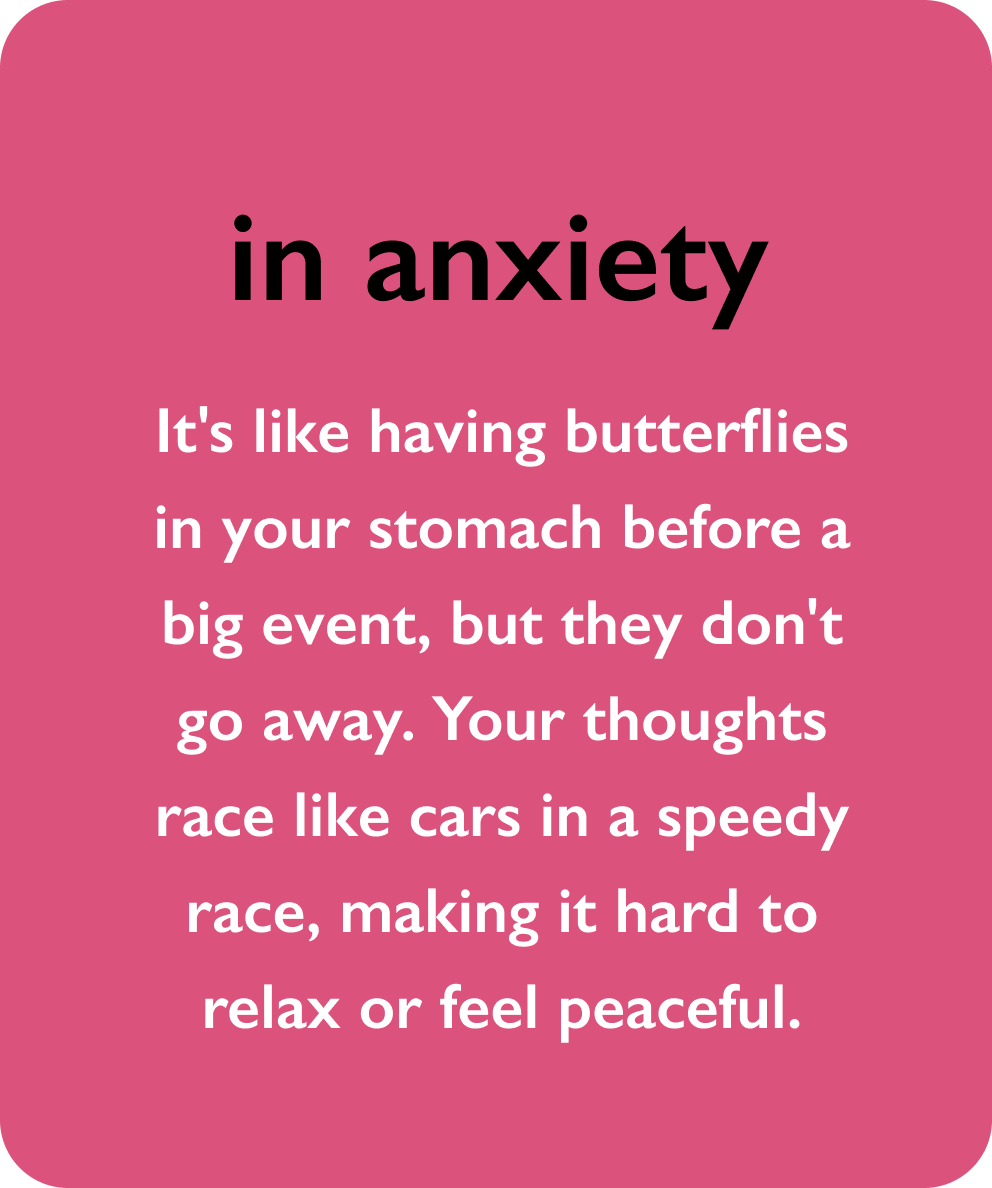 in anxiety
It's like having butterflies
in your stomach before a
big event, but they don't
go away. Your thoughts
race like cars in a speedy
race, making it hard to
relax or feel peaceful.